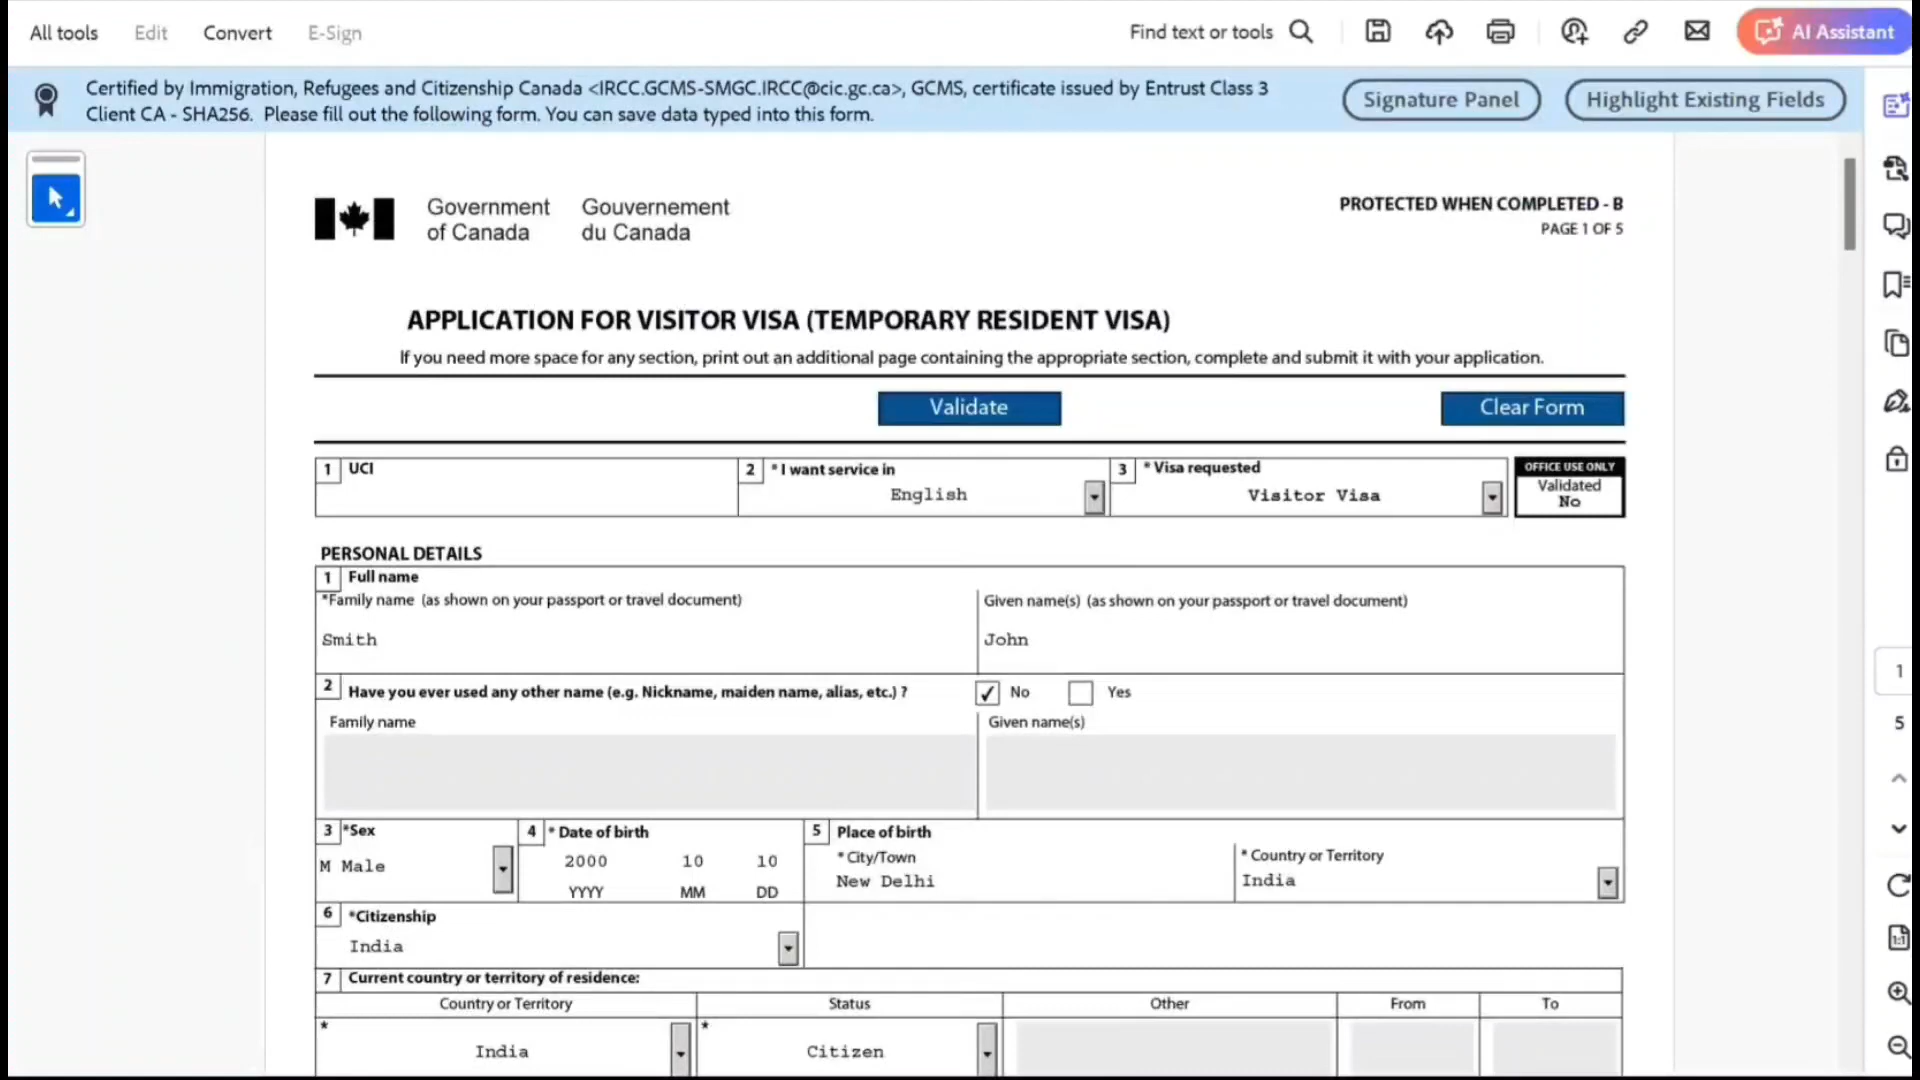 All tools Edit Convert E-Sign Find text or tools AI Assistant
Certified by Immigration, Refugees and Citizenship Canada <IRCC.GCMS-SMGC.IRCC@cic.gc.ca>, GCMS, certificate issued by Entrust Class 3
Client CA - SHA256. Please fill out the following form. You can save data typed into this form.
Signature Panel Highlight Existing Fields
Government Gouvernement
of Canada du Canada
PROTECTED WHEN COMPLETED - B
PAGE 1 OF 5
APPLICATION FOR VISITOR VISA (TEMPORARY RESIDENT VISA)
If you need more space for any section, print out an additional page containing the appropriate section, complete and submit it with your application.
Validate Clear Form
1 UCI 2 * I want service in 3 * Visa requested OFFICE USE ONLY
English Visitor Visa Validated
No
PERSONAL DETAILS
1 Full name
*Family name (as shown on your passport or travel document) Given name(s) (as shown on your passport or travel document)
Smith John
2 Have you ever used any other name (e.g. Nickname, maiden name, alias, etc.) ? No Yes
Family name Given name(s)
3 *Sex 4 * Date of birth 5 Place of birth
* City/Town * Country or Territory
M Male 2000 10 10 New Delhi India
YYYY MM DD
6 *Citizenship
India
7 Current country or territory of residence:
Country or Territory Status Other From To
* *
India Citizen
1
5
1:1